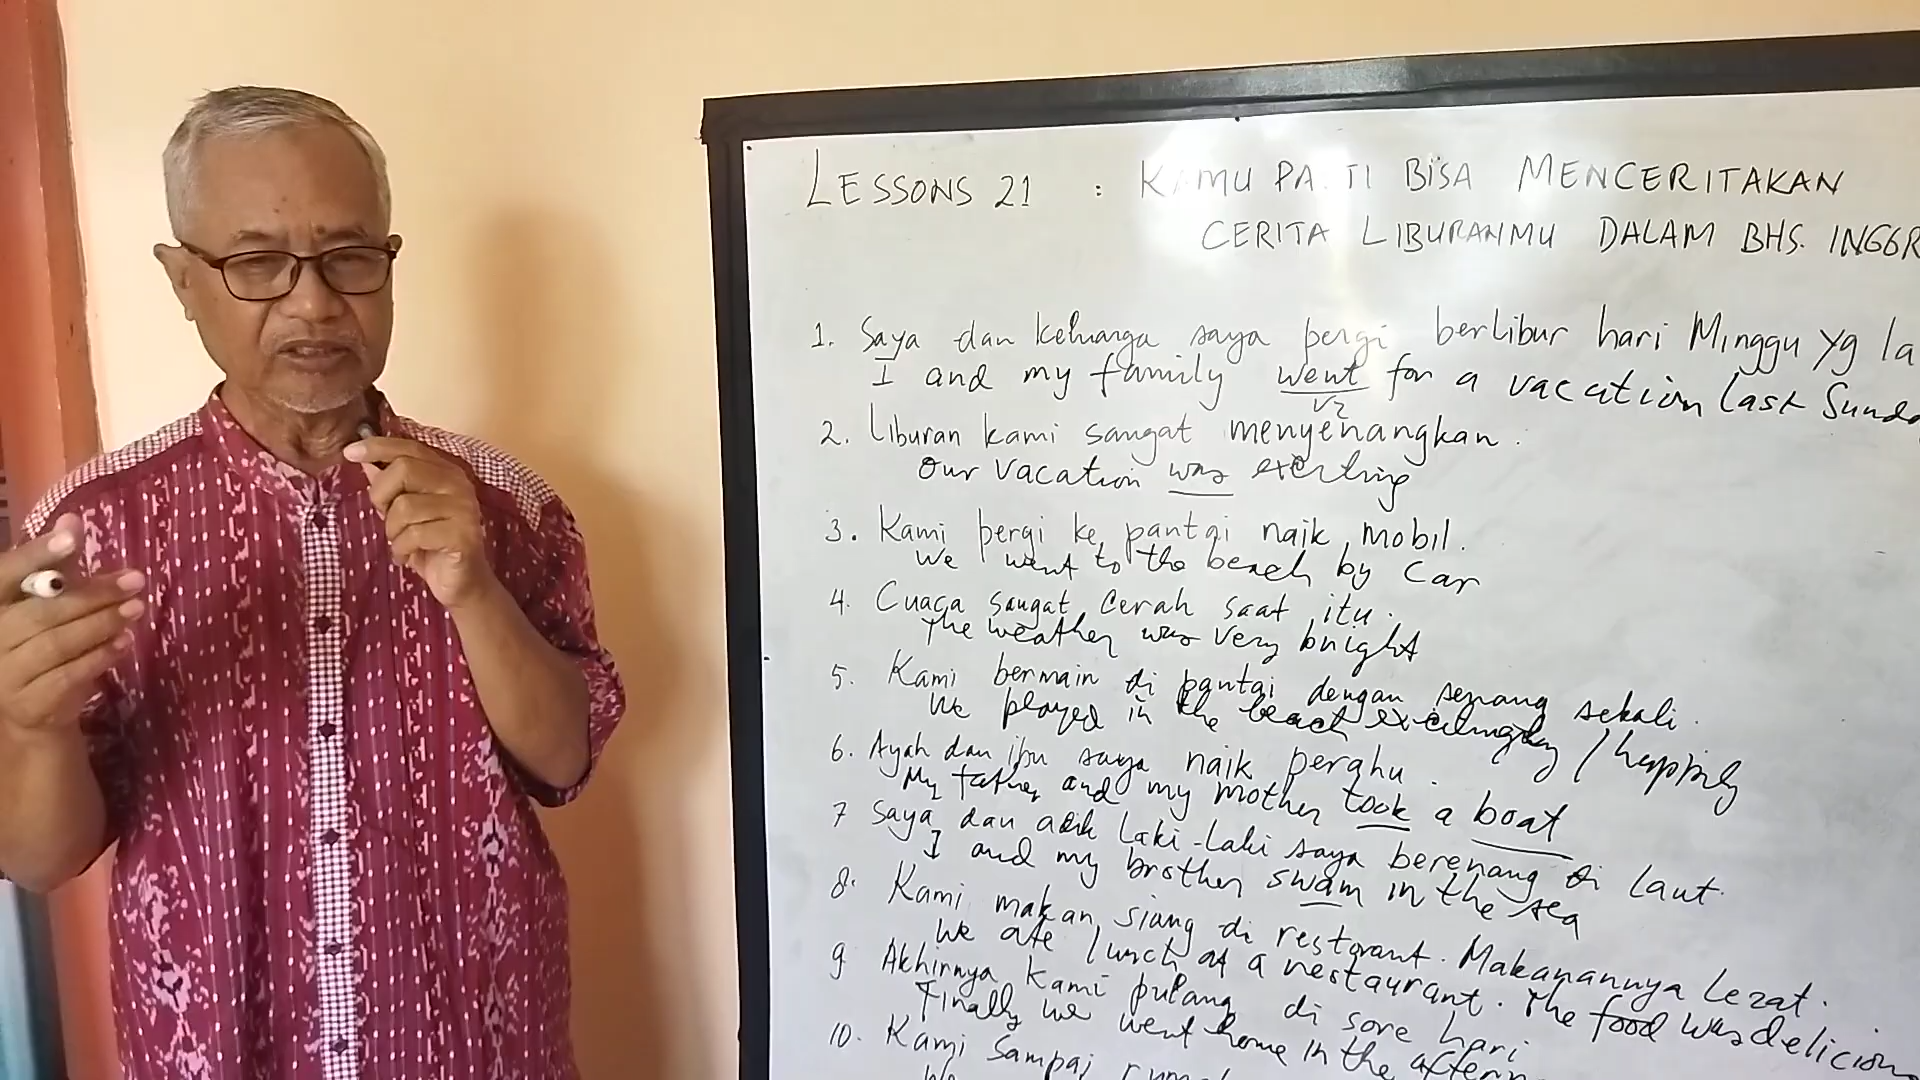 LESSONS 21 : KAMU PASTI BISA MENCERITAKAN
CERITA LIBURANMU DALAM BHS. INGGR
1. Saya dan keluarga saya pergi berlibur hari Minggu yg la
I and my family went for a vacation last Sunda
V2
2. Liburan kami sangat menyenangkan.
Our vacation was exciting
3. Kami pergi ke pantai naik mobil.
We went to the beach by car
4. Cuaca sangat cerah saat itu.
The weather was very bright
5. Kami bermain di pantai dengan senang sekali.
We played in the beach / happily
6. Ayah dan ibu saya naik perahu.
My father and my mother took a boat
7 Saya dan adik laki-laki saya berenang di laut.
I and my brother swam in the sea
8. Kami makan siang di restorant. Makanannya lezat.
We ate lunch at a restaurant. The food was delicious
9 Akhirnya kami pulang di sore hari
Finally we went home in the aftern
10. Kami sampai rumah
We